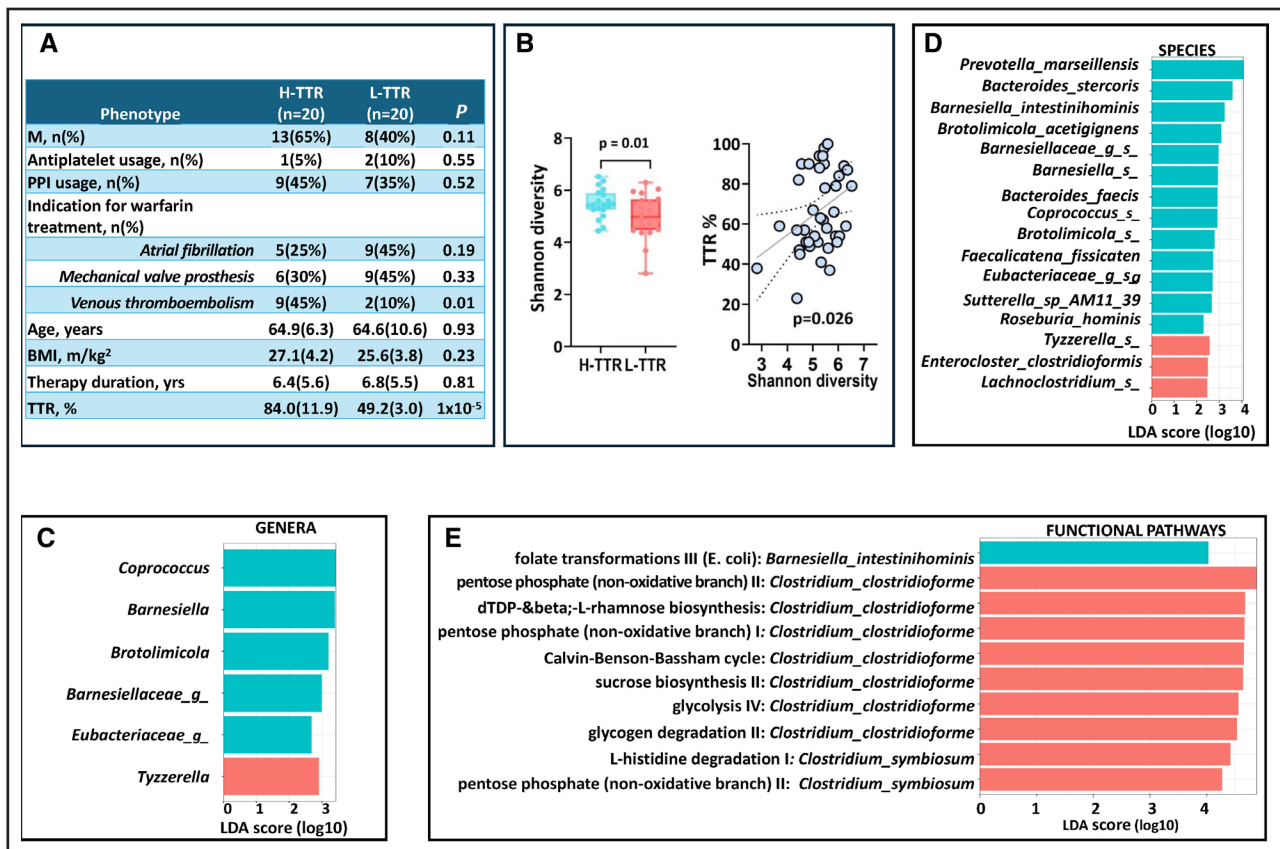 A
Phenotype H-TTR (n=20) L-TTR (n=20) P
M, n(%) 13(65%) 8(40%) 0.11
Antiplatelet usage, n(%) 1(5%) 2(10%) 0.55
PPI usage, n(%) 9(45%) 7(35%) 0.52
Indication for warfarin
treatment, n(%)
Atrial fibrillation 5(25%) 9(45%) 0.19
Mechanical valve prosthesis 6(30%) 9(45%) 0.33
Venous thromboembolism 9(45%) 2(10%) 0.01
Age, years 64.9(6.3) 64.6(10.6) 0.93
BMI, m/kg² 27.1(4.2) 25.6(3.8) 0.23
Therapy duration, yrs 6.4(5.6) 6.8(5.5) 0.81
TTR, % 84.0(11.9) 49.2(3.0) 1x10⁻⁵
B
Shannon diversity
8
6
4
2
0
p = 0.01
H-TTR L-TTR
TTR %
100
80
60
40
20
0
p=0.026
3 4 5 6 7
Shannon diversity
D
SPECIES
Prevotella_marseillensis
Bacteroides_stercoris
Barnesiella_intestinihominis
Brotolimicola_acetigignens
Barnesiellaceae_g_s_
Barnesiella_s_
Bacteroides_faecis
Coprococcus_s_
Brotolimicola_s_
Faecalicatena_fissicaten
Eubacteriaceae_g_sg
Sutterella_sp_AM11_39
Roseburia_hominis
Tyzzerella_s_
Enterocloster_clostridioformis
Lachnoclostridium_s_
0 1 2 3 4
LDA score (log10)
C
GENERA
Coprococcus
Barnesiella
Brotolimicola
Barnesiellaceae_g_
Eubacteriaceae_g_
Tyzzerella
0 1 2 3
LDA score (log10)
E
FUNCTIONAL PATHWAYS
folate transformations III (E. coli): Barnesiella_intestinihominis
pentose phosphate (non-oxidative branch) II: Clostridium_clostridioforme
dTDP-&beta;-L-rhamnose biosynthesis: Clostridium_clostridioforme
pentose phosphate (non-oxidative branch) I: Clostridium_clostridioforme
Calvin-Benson-Bassham cycle: Clostridium_clostridioforme
sucrose biosynthesis II: Clostridium_clostridioforme
glycolysis IV: Clostridium_clostridioforme
glycogen degradation II: Clostridium_clostridioforme
L-histidine degradation I: Clostridium_symbiosum
pentose phosphate (non-oxidative branch) II: Clostridium_symbiosum
0 1 2 3 4
LDA score (log10)